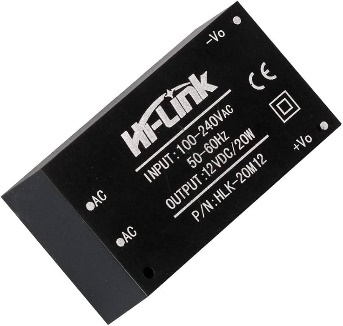 -Vo
CE
Hi-Link
INPUT:100-240VAC
50-60Hz
OUTPUT:12VDC/20W
P/N:HLK-20M12
+Vo
AC
AC